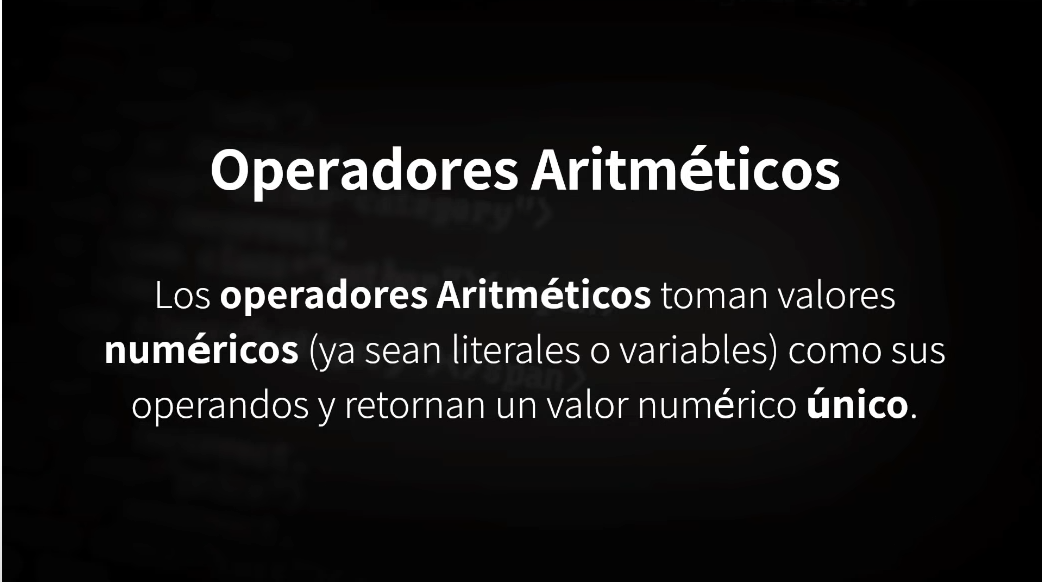 Operadores Aritméticos
Los operadores Aritméticos toman valores
numéricos (ya sean literales o variables) como sus
operandos y retornan un valor numérico único.